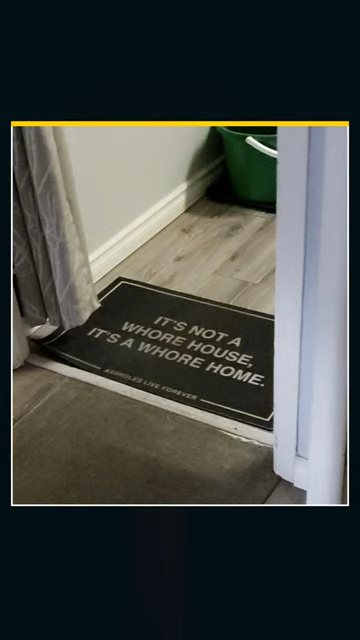 IT'S NOT A
WHORE HOUSE,
IT'S A WHORE HOME.
ASSHOLES LIVE FOREVER